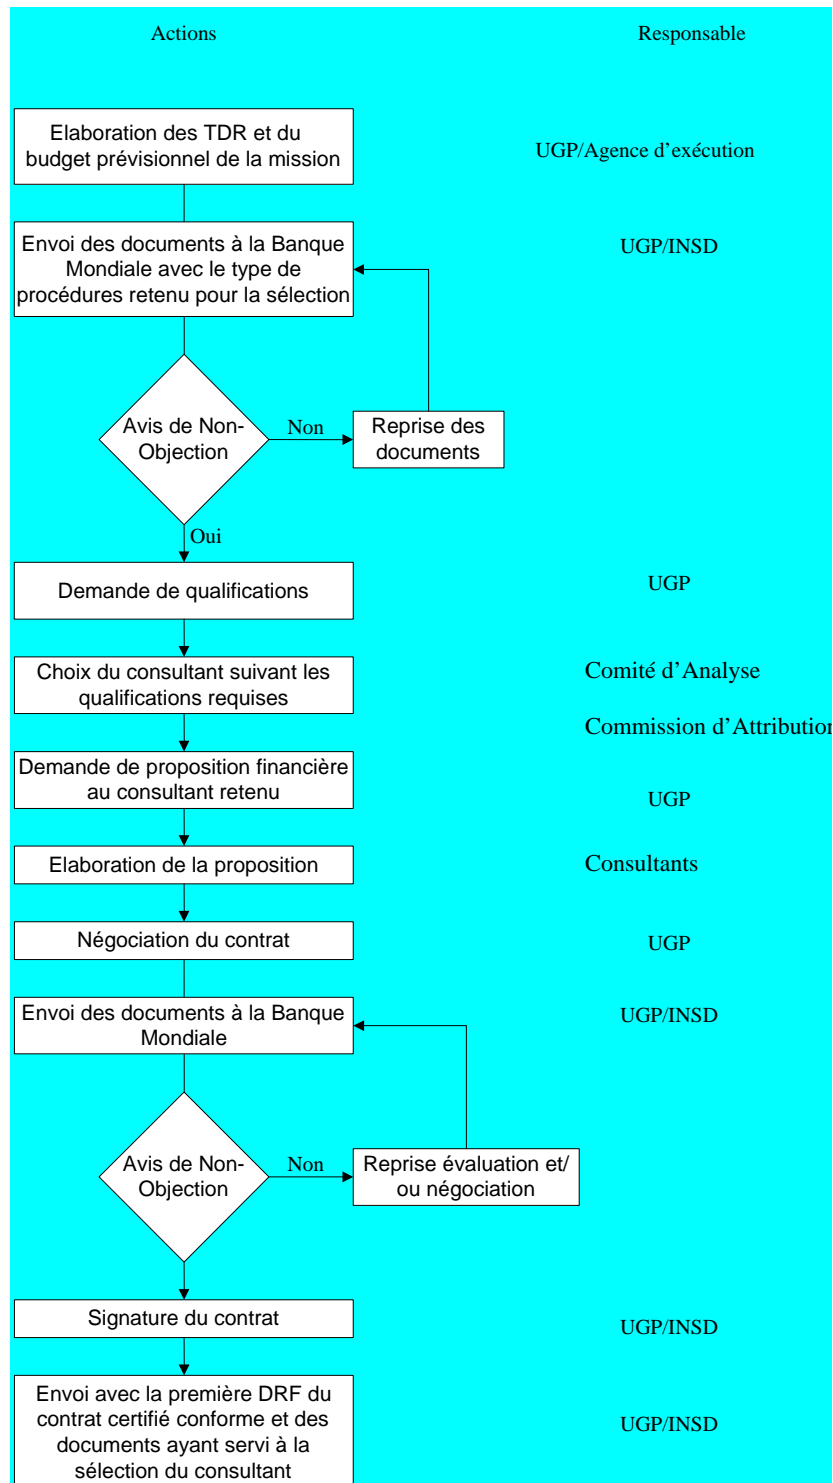 Actions
Responsable
Elaboration des TDR et du
budget prévisionnel de la mission
UGP/Agence d'exécution
Envoi des documents à la Banque
Mondiale avec le type de
procédures retenu pour la sélection
UGP/INSD
Avis de Non-
Objection
Non
Reprise des
documents
Oui
Demande de qualifications
UGP
Choix du consultant suivant les
qualifications requises
Comité d'Analyse
Commission d'Attribution
Demande de proposition financière
au consultant retenu
UGP
Elaboration de la proposition
Consultants
Négociation du contrat
UGP
Envoi des documents à la Banque
Mondiale
UGP/INSD
Avis de Non-
Objection
Non
Reprise évaluation et/
ou négociation
Signature du contrat
UGP/INSD
Envoi avec la première DRF du
contrat certifié conforme et des
documents ayant servi à la
sélection du consultant
UGP/INSD